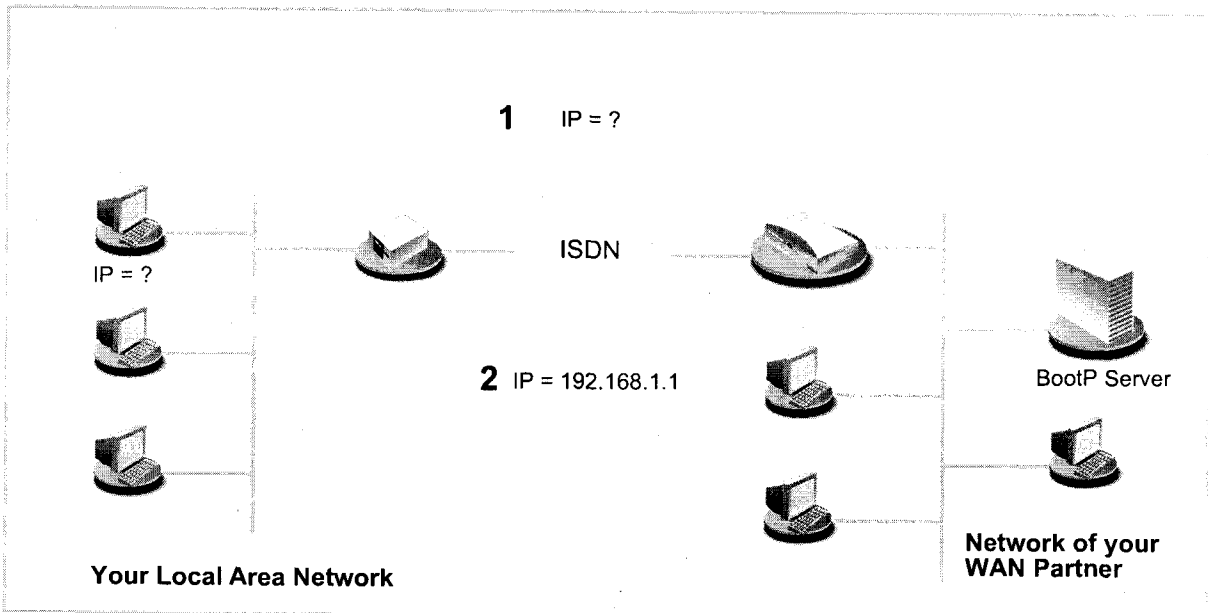 1 IP = ?
ISDN
IP = ?
2 IP = 192.168.1.1
BootP Server
Your Local Area Network
Network of your
WAN Partner